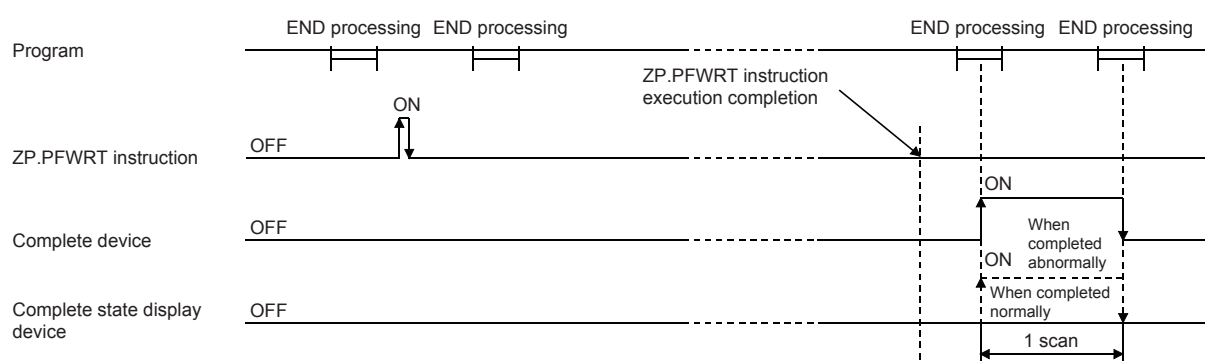 END processing
END processing
END processing
END processing
Program
ZP.PFWRT instruction
execution completion
ON
OFF
ZP.PFWRT instruction
ON
OFF
Complete device
When
completed
abnormally
ON
OFF
When completed
normally
Complete state display
device
1 scan